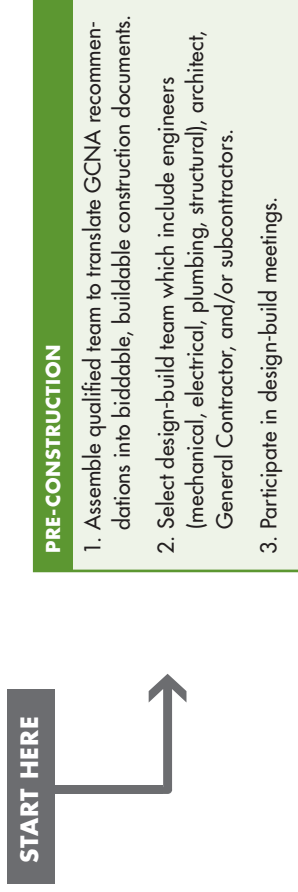 START HERE
PRE-CONSTRUCTION
1. Assemble qualified team to translate GCNA recommen-
dations into biddable, buildable construction documents.
2. Select design-build team which include engineers
(mechanical, electrical, plumbing, structural), architect,
General Contractor, and/or subcontractors.
3. Participate in design-build meetings.